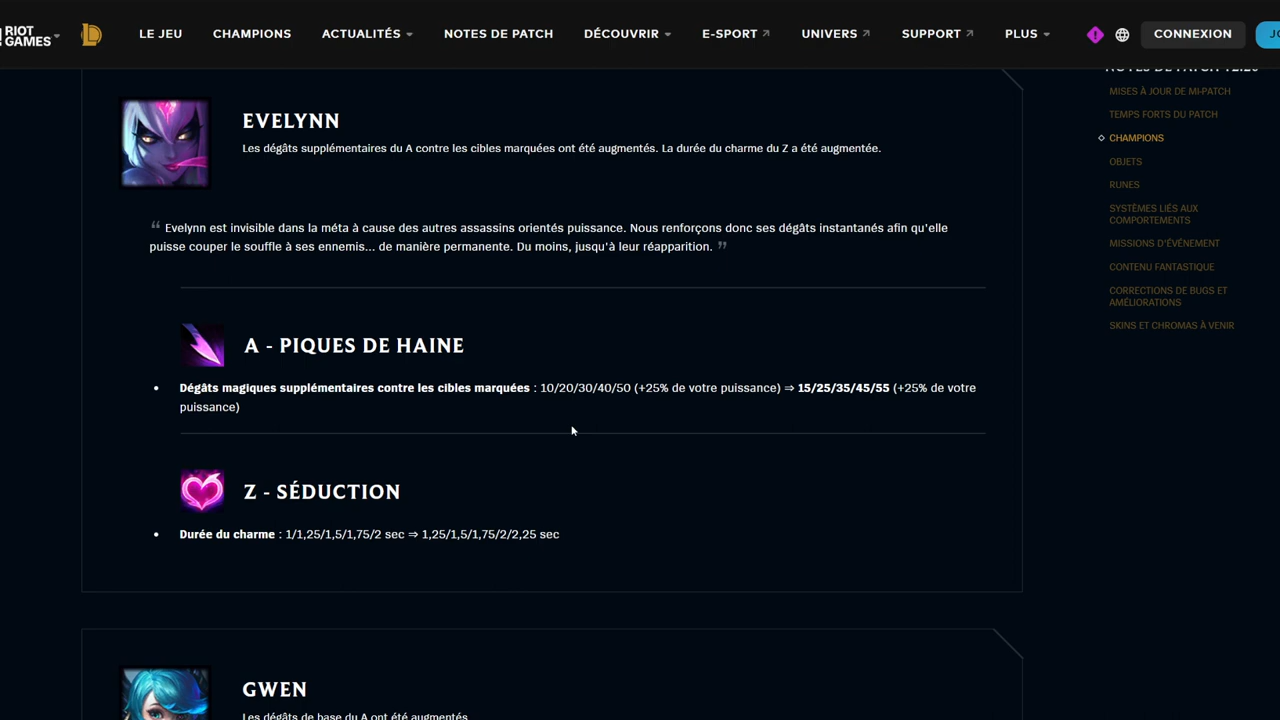 RIOT GAMES
LE JEU
CHAMPIONS
ACTUALITÉS
NOTES DE PATCH
DÉCOUVRIR
E-SPORT
UNIVERS
SUPPORT
PLUS
CONNEXION
EVELYNN
Les dégâts supplémentaires du A contre les cibles marquées ont été augmentés. La durée du charme du Z a été augmentée.
“ Evelynn est invisible dans la méta à cause des autres assassins orientés puissance. Nous renforçons donc ses dégâts instantanés afin qu'elle
puisse couper le souffle à ses ennemis... de manière permanente. Du moins, jusqu'à leur réapparition. ”
A - PIQUES DE HAINE
• Dégâts magiques supplémentaires contre les cibles marquées : 10/20/30/40/50 (+25% de votre puissance) ⇒ 15/25/35/45/55 (+25% de votre
puissance)
Z - SÉDUCTION
• Durée du charme : 1/1,25/1,5/1,75/2 sec ⇒ 1,25/1,5/1,75/2/2,25 sec
GWEN
Les dégâts de base du A ont été augmentés.
NOTES DE PATCH
MISES À JOUR DE MI-PATCH
TEMPS FORTS DU PATCH
CHAMPIONS
OBJETS
RUNES
SYSTÈMES LIÉS AUX
COMPORTEMENTS
MISSIONS D'ÉVÉNEMENT
CONTENU FANTASTIQUE
CORRECTIONS DE BUGS ET
AMÉLIORATIONS
SKINS ET CHROMAS À VENIR